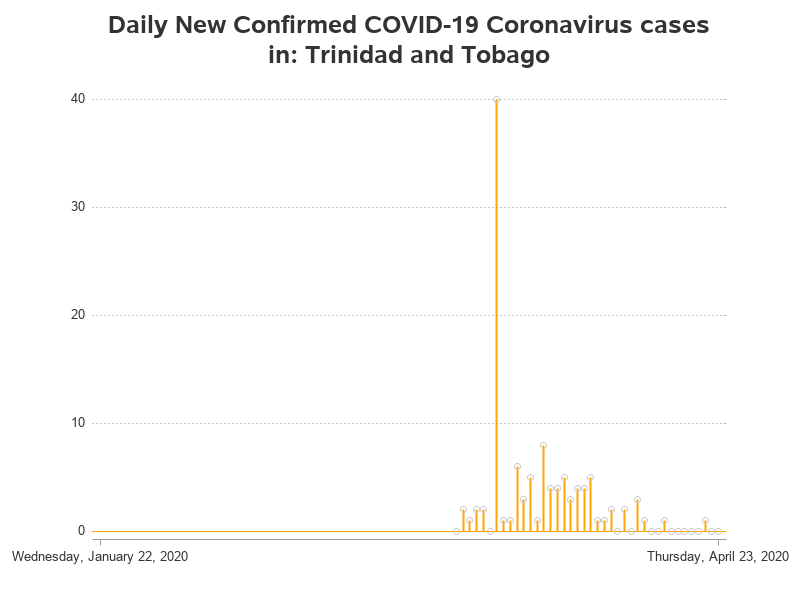 Daily New Confirmed COVID-19 Coronavirus cases
in: Trinidad and Tobago
40
30
20
10
0
Wednesday, January 22, 2020
Thursday, April 23, 2020